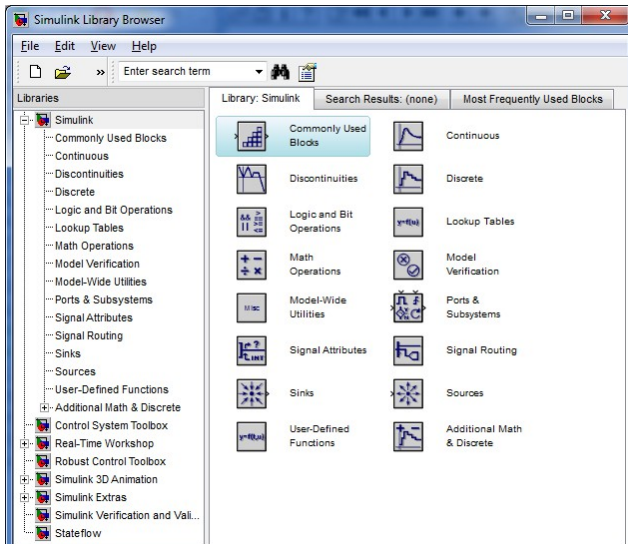 Simulink Library Browser
File Edit View Help
» Enter search term
Libraries
Library: Simulink Search Results: (none) Most Frequently Used Blocks
Simulink
Commonly Used Blocks
Continuous
Discontinuities
Discrete
Logic and Bit Operations
Lookup Tables
Math Operations
Model Verification
Model-Wide Utilities
Ports & Subsystems
Signal Attributes
Signal Routing
Sinks
Sources
User-Defined Functions
Additional Math & Discrete
Control System Toolbox
Real-Time Workshop
Robust Control Toolbox
Simulink 3D Animation
Simulink Extras
Simulink Verification and Vali...
Stateflow
Commonly Used
Blocks
Continuous
Discontinuities
Discrete
Logic and Bit
Operations
y=f(u)
Lookup Tables
Math
Operations
Model
Verification
Misc
Model-Wide
Utilities
Ports &
Subsystems
Signal Attributes
Signal Routing
Sinks
Sources
y=f(u)
User-Defined
Functions
Additional Math
& Discrete